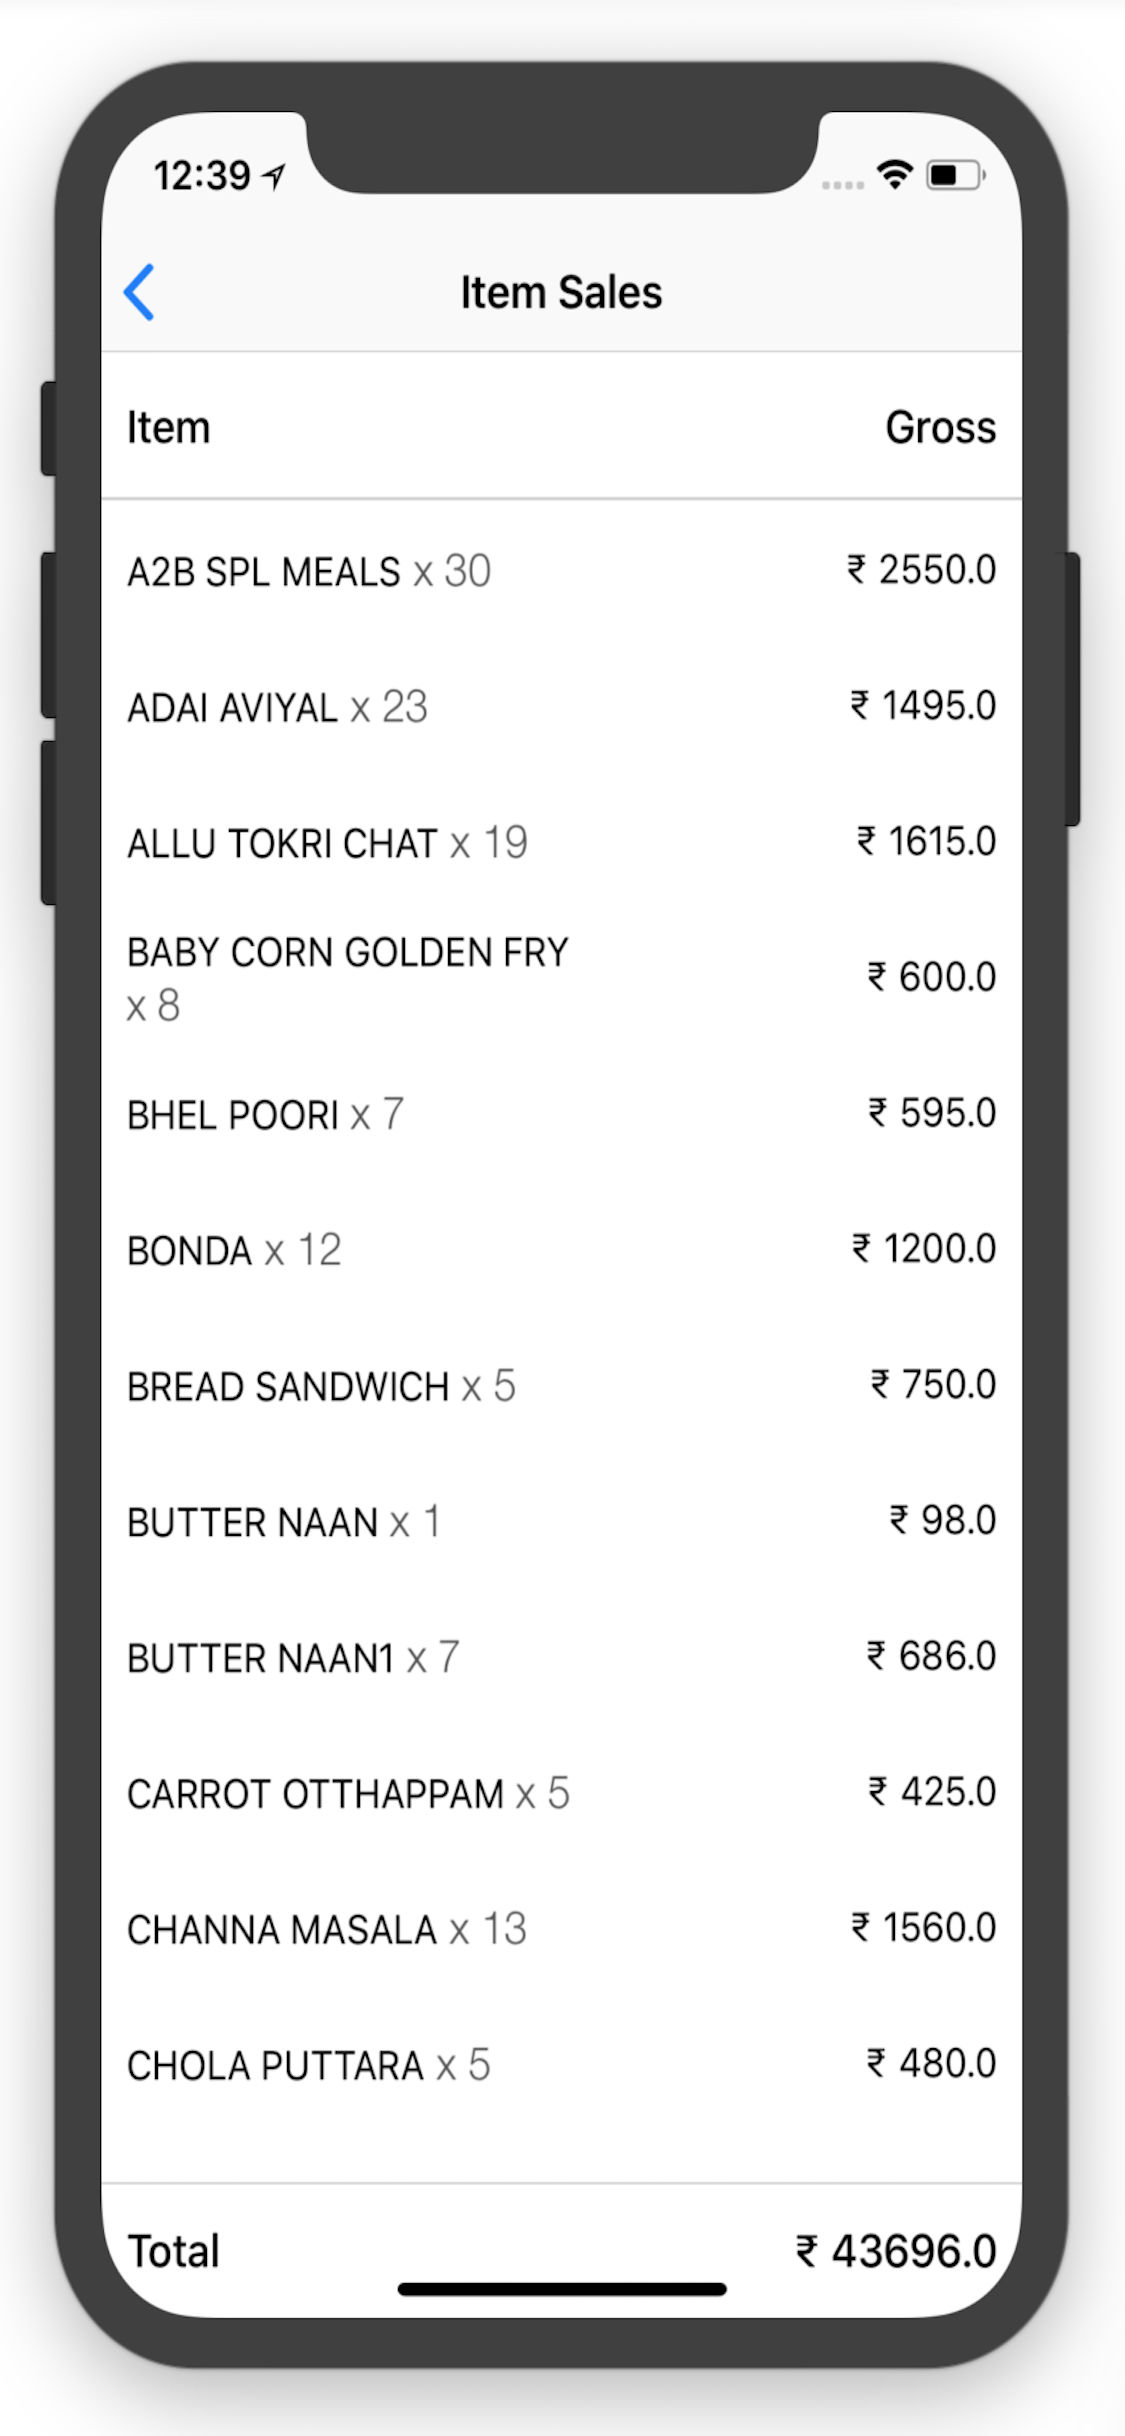 12:39
Item Sales
Item Gross
A2B SPL MEALS x 30 ₹ 2550.0
ADAI AVIYAL x 23 ₹ 1495.0
ALLU TOKRI CHAT x 19 ₹ 1615.0
BABY CORN GOLDEN FRY
x 8 ₹ 600.0
BHEL POORI x 7 ₹ 595.0
BONDA x 12 ₹ 1200.0
BREAD SANDWICH x 5 ₹ 750.0
BUTTER NAAN x 1 ₹ 98.0
BUTTER NAAN1 x 7 ₹ 686.0
CARROT OTTHAPPAM x 5 ₹ 425.0
CHANNA MASALA x 13 ₹ 1560.0
CHOLA PUTTARA x 5 ₹ 480.0
Total ₹ 43696.0